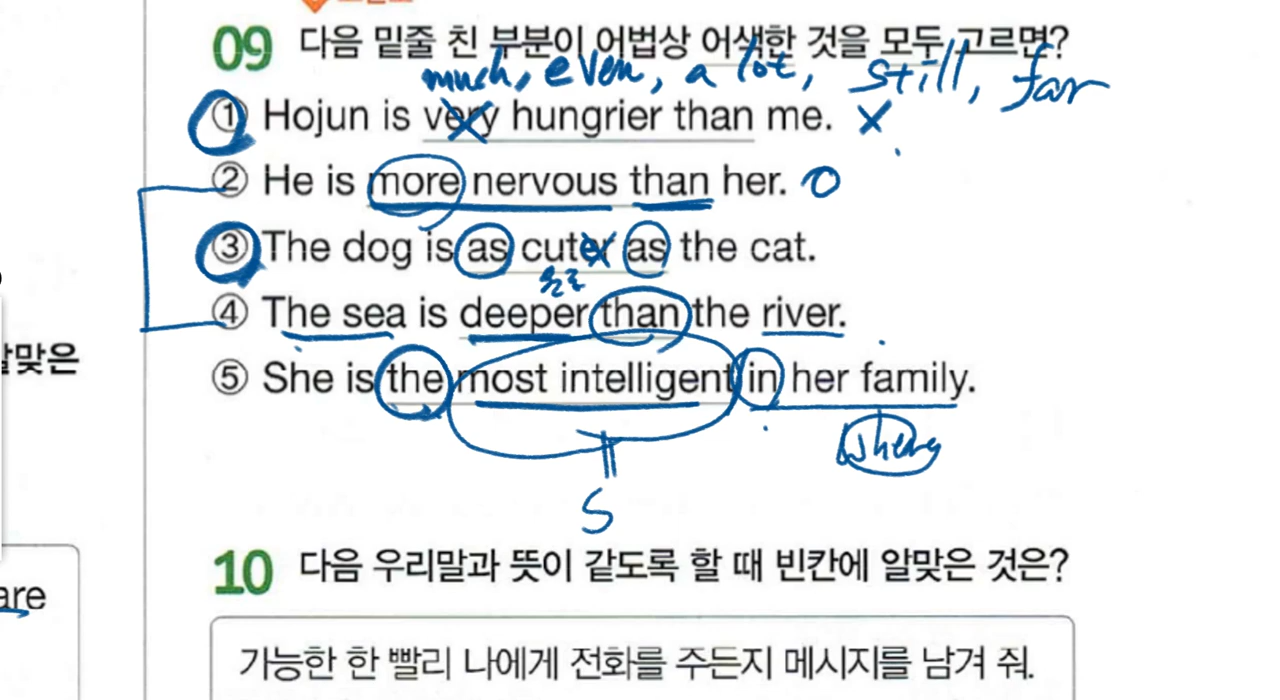 09 다음 밑줄 친 부분이 어법상 어색한 것을 모두 고르면?
much, even, a lot, still, far
① Hojun is very hungrier than me. X
② He is more nervous than her. O
③ The dog is as cuter as the cat.
원급
④ The sea is deeper than the river.
⑤ She is the most intelligent in her family.
S
10 다음 우리말과 뜻이 같도록 할 때 빈칸에 알맞은 것은?
알맞은
are
가능한 한 빨리 나에게 전화를 주든지 메시지를 남겨 줘.